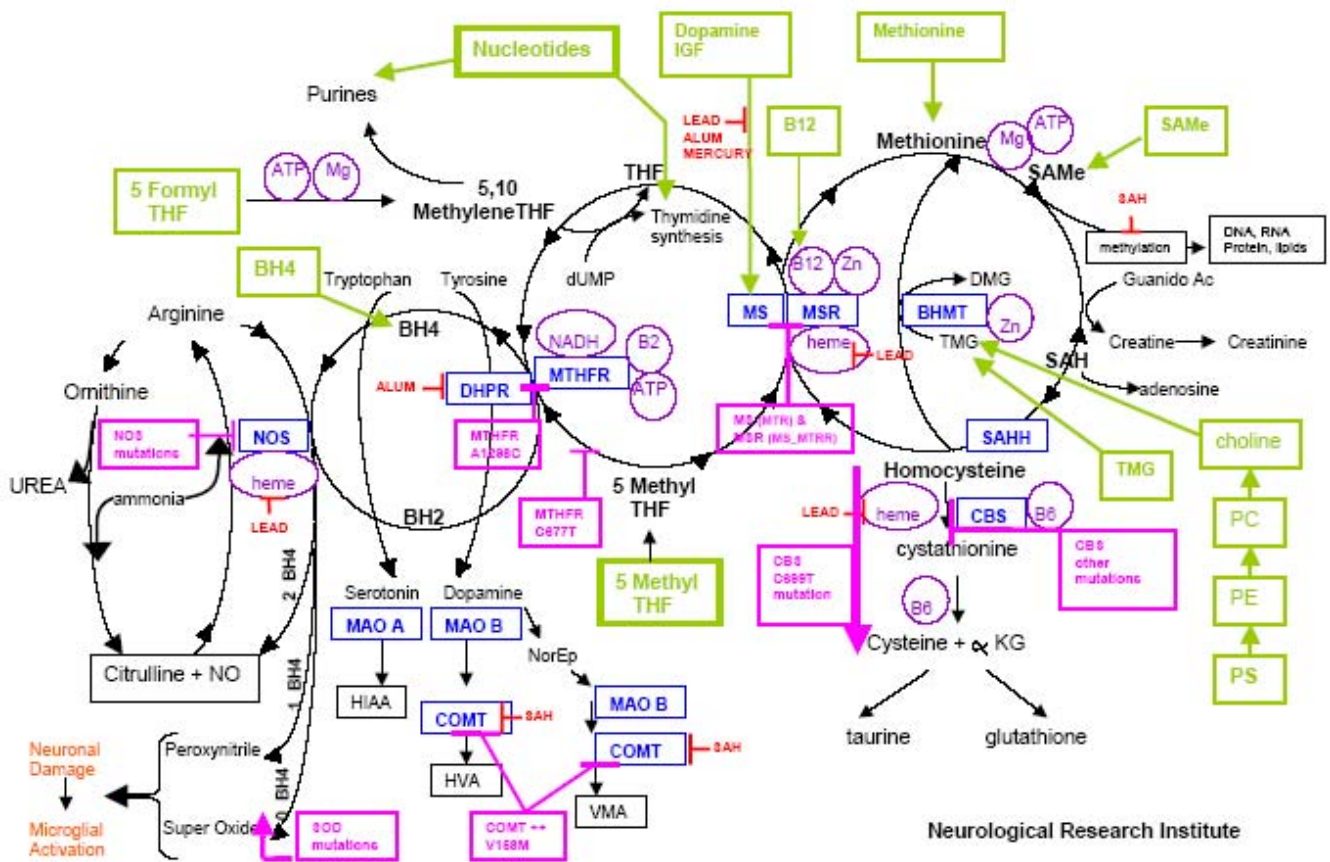 Nucleotides
Dopamine
IGF
Methionine
Purines
LEAD
ALUM
MERCURY
B12
Methionine
Mg
ATP
SAMe
SAMe
5 Formyl
THF
ATP
Mg
5,10
MethyleneTHF
THF
Thymidine
synthesis
dUMP
SAH
methylation
DNA, RNA
Protein, lipids
BH4
Tryptophan
Tyrosine
B12
Zn
DMG
Guanido Ac
Arginine
BH4
NADH
B2
MS
MSR
BHMT
Zn
heme
LEAD
TMG
Creatine
Creatinine
Ornithine
ALUM
DHPR
MTHFR
ATP
SAH
adenosine
NOS
mutations
NOS
MTHFR
A1298C
MS (MTR) &
MSR (MS_MTRR)
SAHH
choline
UREA
ammonia
heme
LEAD
BH2
MTHFR
C677T
5 Methyl
THF
Homocysteine
TMG
LEAD
heme
CBS
B6
PC
cystathionine
2 BH4
CBS
C699T
mutation
CBS
other
mutations
Serotonin
Dopamine
5 Methyl
THF
B6
PE
MAO A
MAO B
NorEp
Cysteine + α KG
PS
Citrulline + NO
1 BH4
HIAA
MAO B
COMT
SAH
COMT
SAH
taurine
glutathione
Neuronal
Damage
Peroxynitrile
HVA
VMA
0 BH4
Microglial
Activation
Super Oxide
SOD
mutations
COMT ++
V158M
Neurological Research Institute